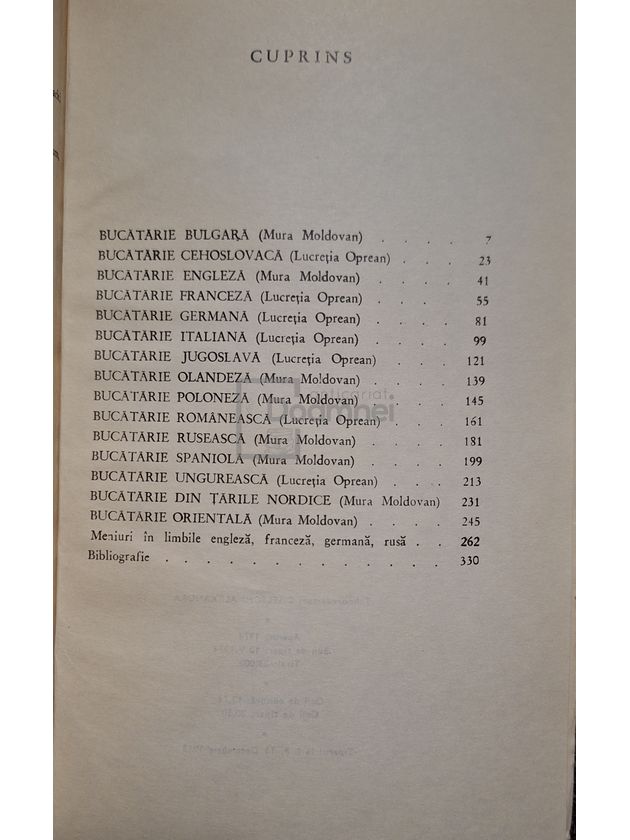 CUPRINS
BUCĂTĂRIE BULGARĂ (Mura Moldovan) . . . . 7
BUCĂTĂRIE CEHOSLOVACĂ (Lucreția Oprean) . . . 23
BUCĂTĂRIE ENGLEZĂ (Mura Moldovan) . . . . 41
BUCĂTĂRIE FRANCEZĂ (Lucreția Oprean) . . . 55
BUCĂTĂRIE GERMANĂ (Lucreția Oprean) . . . . 81
BUCĂTĂRIE ITALIANĂ (Lucreția Oprean) . . . . 99
BUCĂTĂRIE JUGOSLAVĂ (Lucreția Oprean) . . . 121
BUCĂTĂRIE OLANDEZĂ (Mura Moldovan) . . . . 139
BUCĂTĂRIE POLONEZĂ (Mura Moldovan) . . . . 145
BUCĂTĂRIE ROMÂNEASCĂ (Lucreția Oprean) . . . 161
BUCĂTĂRIE RUSEASCĂ (Mura Moldovan) . . . . 181
BUCĂTĂRIE SPANIOLĂ (Mura Moldovan) . . . . 199
BUCĂTĂRIE UNGUREASCĂ (Lucreția Oprean) . . . 213
BUCĂTĂRIE DIN ȚĂRILE NORDICE (Mura Moldovan) 231
BUCĂTĂRIE ORIENTALĂ (Mura Moldovan) . . . . 245
Meniuri în limbile engleză, franceză, germană, rusă . . 262
Bibliografie . . . . . . . . . . . . 330